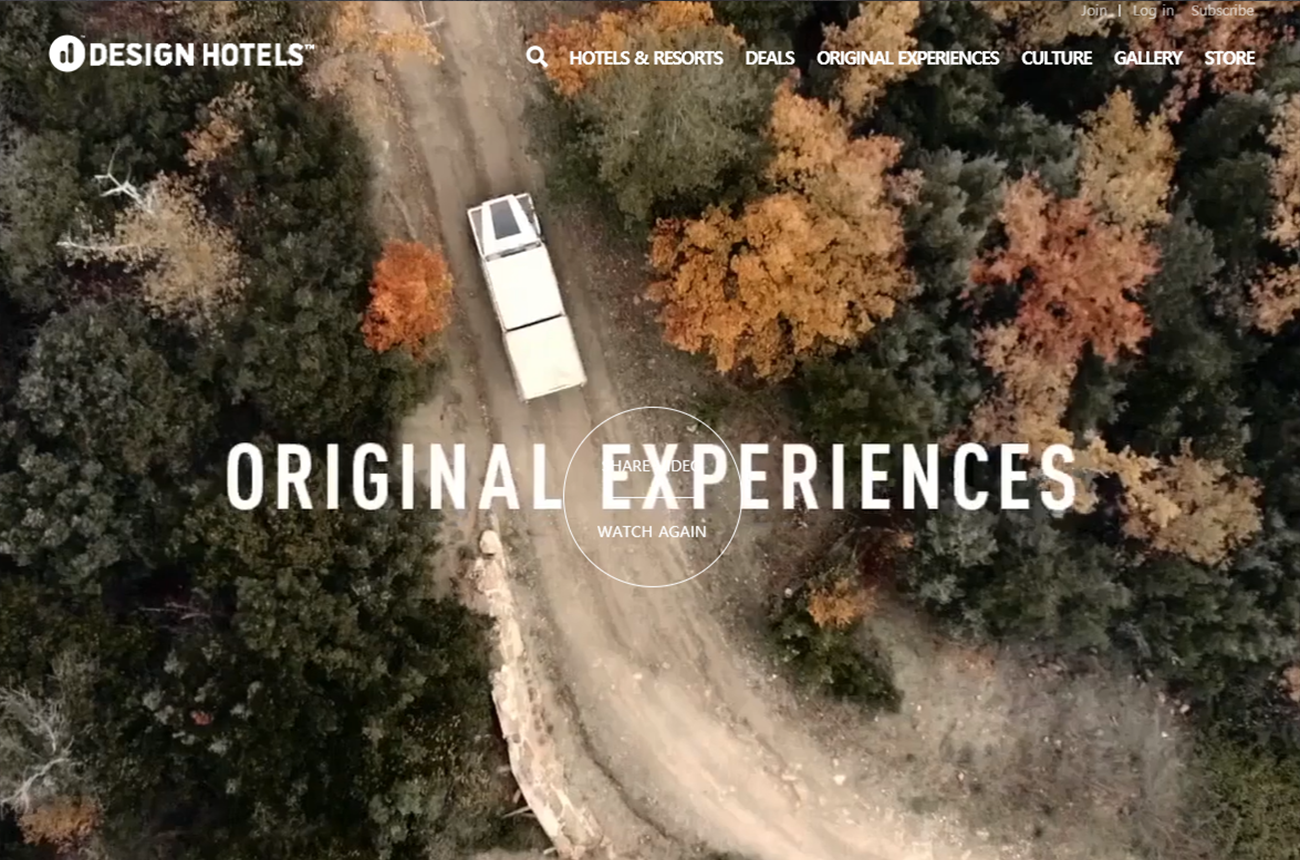 Join | Log in Subscribe
DESIGN HOTELS™
HOTELS & RESORTS DEALS ORIGINAL EXPERIENCES CULTURE GALLERY STORE
ORIGINAL EXPERIENCES
SHARE VIDEO
WATCH AGAIN